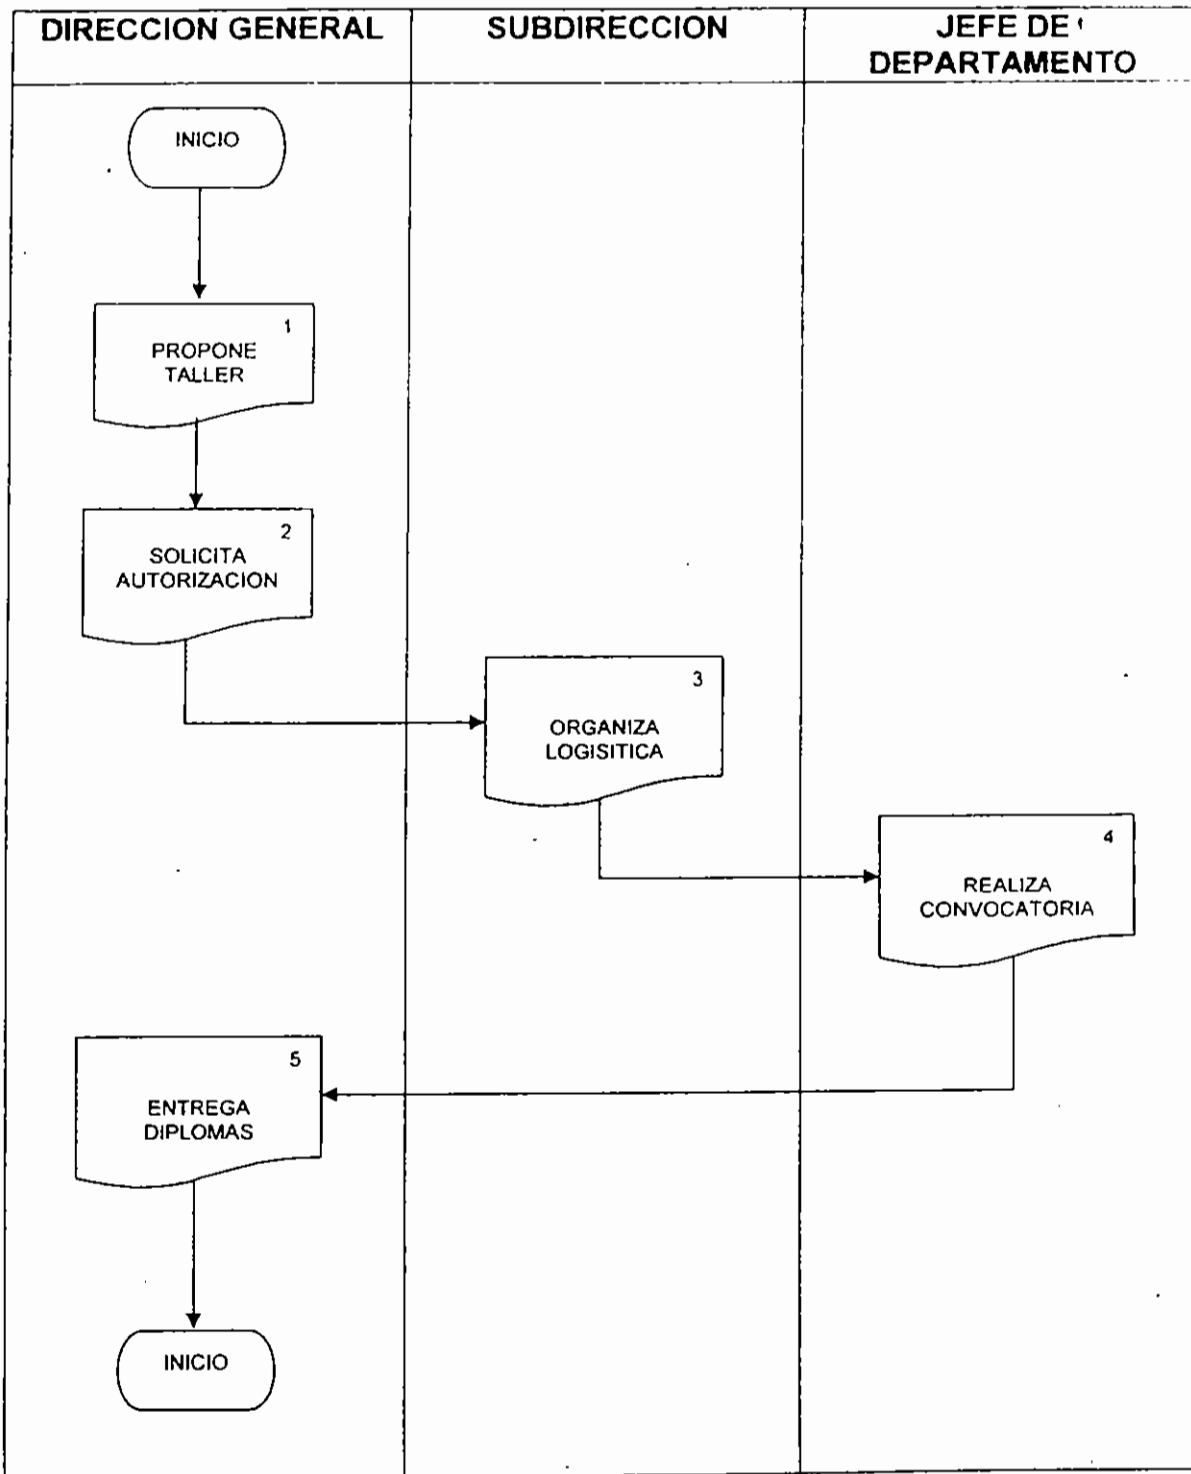 DIRECCION GENERAL
SUBDIRECCION
JEFE DE
DEPARTAMENTO
INICIO
1
PROPONE
TALLER
2
SOLICITA
AUTORIZACION
3
ORGANIZA
LOGISITICA
4
REALIZA
CONVOCATORIA
5
ENTREGA
DIPLOMAS
INICIO